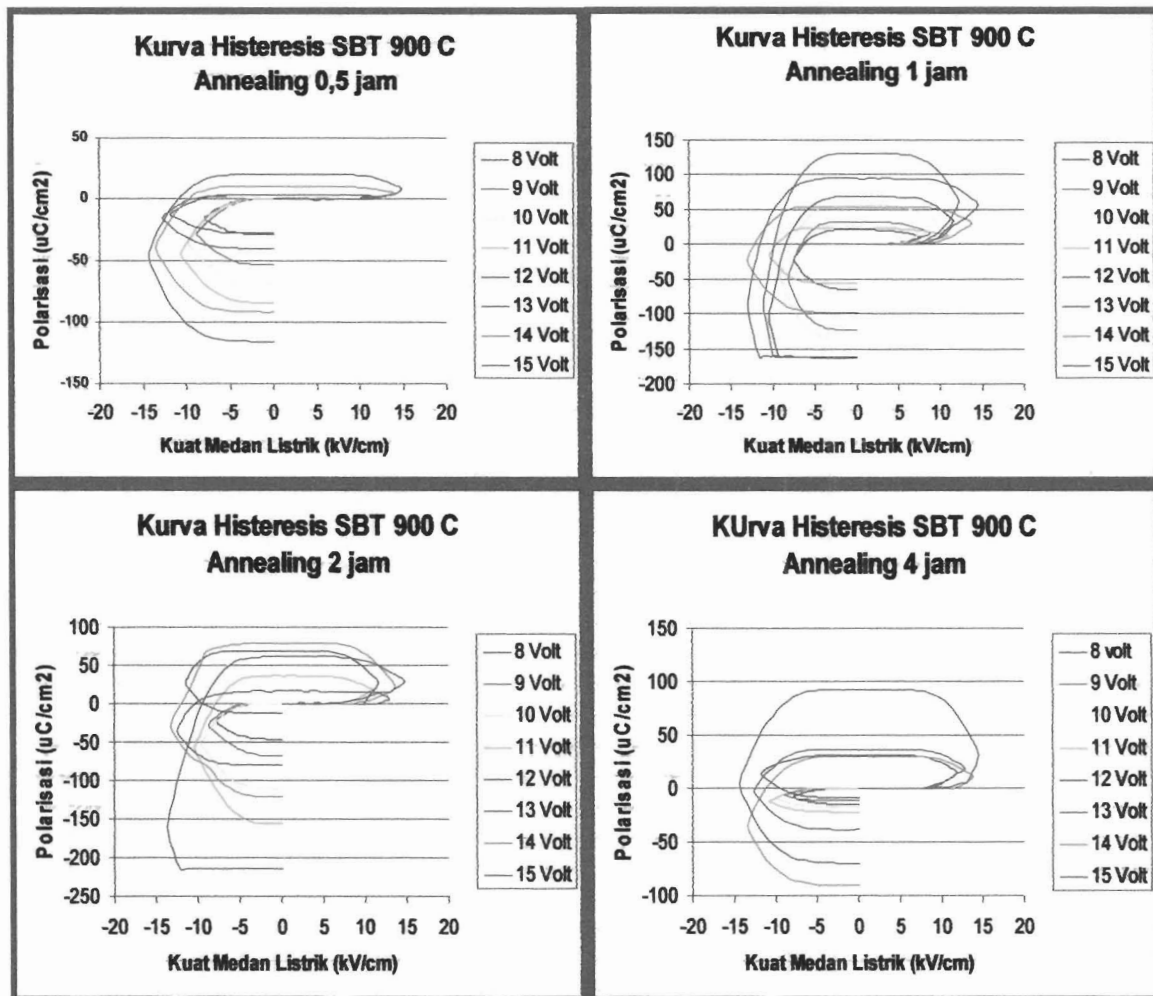 Kurva Histeresis SBT 900 C
Annealing 0,5 jam
Polarisasi (uC/cm2)
50
0
-50
-100
-150
-20 -15 -10 -5 0 5 10 15 20
Kuat Medan Listrik (kV/cm)
8 Volt
9 Volt
10 Volt
11 Volt
12 Volt
13 Volt
14 Volt
15 Volt
Kurva Histeresis SBT 900 C
Annealing 1 jam
Polarisasi (uC/cm2)
150
100
50
0
-50
-100
-150
-200
-20 -15 -10 -5 0 5 10 15 20
Kuat Medan Listrik (kV/cm)
8 Volt
9 Volt
10 Volt
11 Volt
12 Volt
13 Volt
14 Volt
15 Volt
Kurva Histeresis SBT 900 C
Annealing 2 jam
Polarisasi (uC/cm2)
100
50
0
-50
-100
-150
-200
-250
-20 -15 -10 -5 0 5 10 15 20
Kuat Medan Listrik (kV/cm)
8 Volt
9 Volt
10 Volt
11 Volt
12 Volt
13 Volt
14 Volt
15 Volt
KUrva Histeresis SBT 900 C
Annealing 4 jam
Polarisasi (uC/cm2)
150
100
50
0
-50
-100
-20 -15 -10 -5 0 5 10 15 20
Kuat Medan Listrik (kV/cm)
8 volt
9 Volt
10 Volt
11 Volt
12 Volt
13 Volt
14 Volt
15 Volt